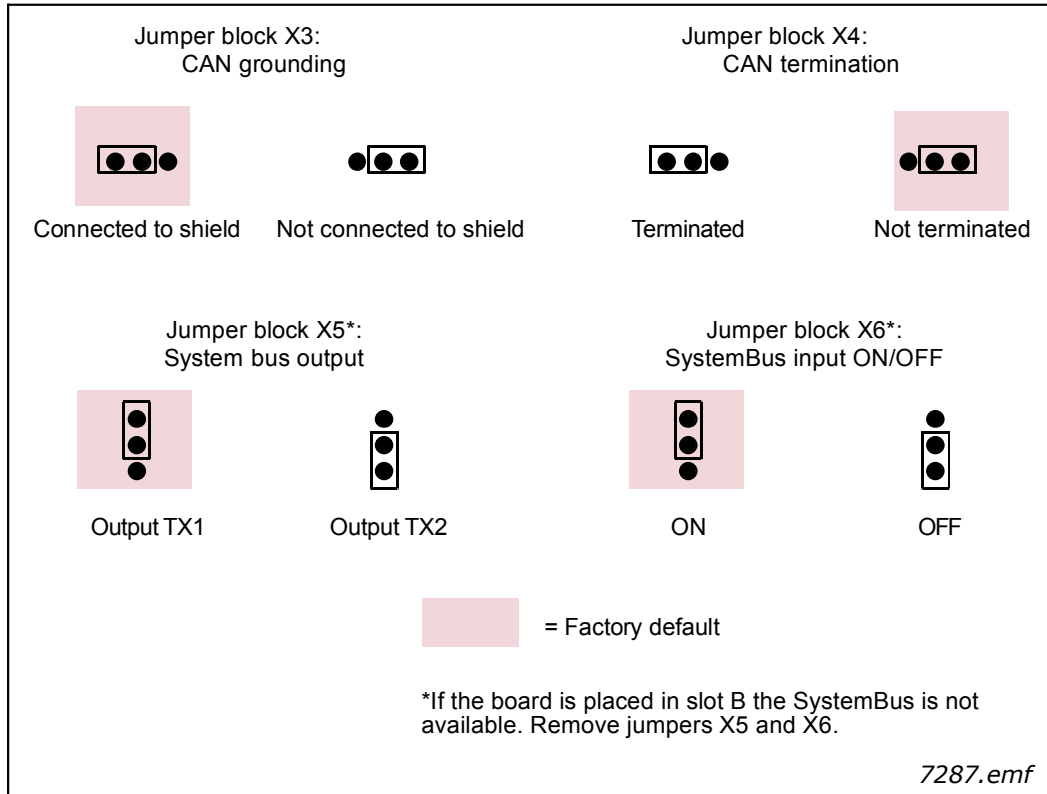 Jumper block X3:
CAN grounding
Jumper block X4:
CAN termination
Connected to shield
Not connected to shield
Terminated
Not terminated
Jumper block X5*:
System bus output
Jumper block X6*:
SystemBus input ON/OFF
Output TX1
Output TX2
ON
OFF
= Factory default
*If the board is placed in slot B the SystemBus is not
available. Remove jumpers X5 and X6.
7287.emf